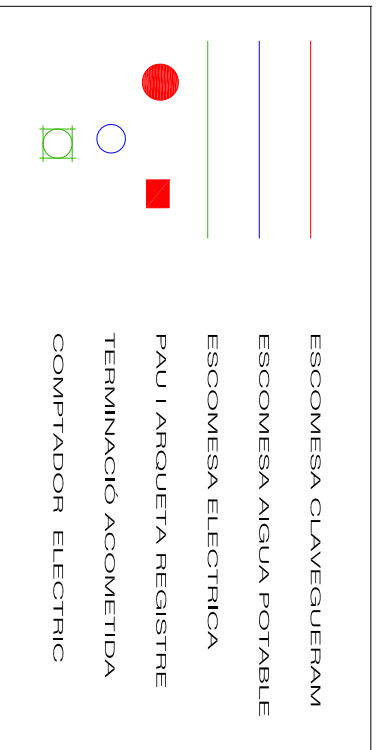 ESCOMESA CLAVEGUERAM
ESCOMESA AIGUA POTABLE
ESCOMESA ELECTRICA
PAU I ARQUETA REGISTRE
TERMINACIÓ ACOMETIDA
COMPTADOR ELECTRIC